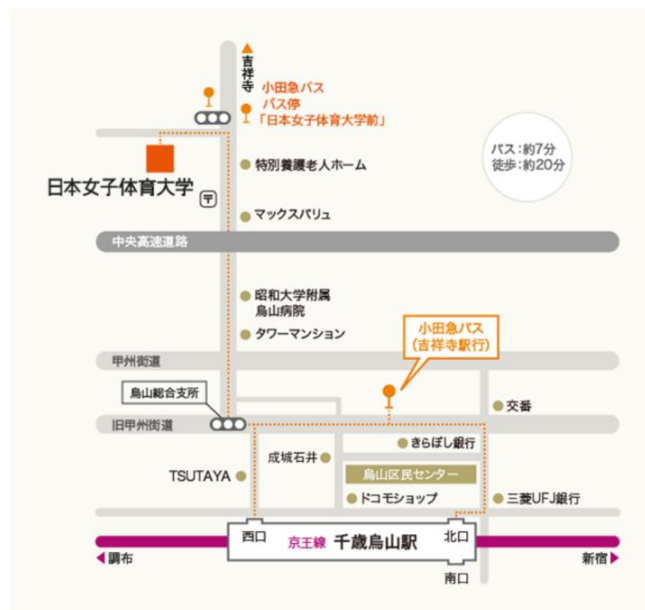 吉祥寺
小田急バス
バス停
「日本女子体育大学前」
バス：約7分
徒歩：約20分
特別養護老人ホーム
日本女子体育大学
〒
マックスバリュ
中央高速道路
昭和大学附属
烏山病院
タワーマンション
小田急バス
（吉祥寺駅行）
甲州街道
烏山総合支所
交番
旧甲州街道
きらぼし銀行
成城石井
TSUTAYA
烏山区民センター
ドコモショップ
三菱UFJ銀行
西口
京王線 千歳烏山駅
北口
調布
新宿
南口